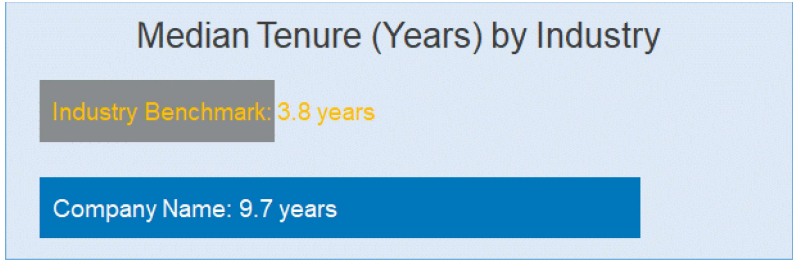 Median Tenure (Years) by Industry
Industry Benchmark: 3.8 years
Company Name: 9.7 years